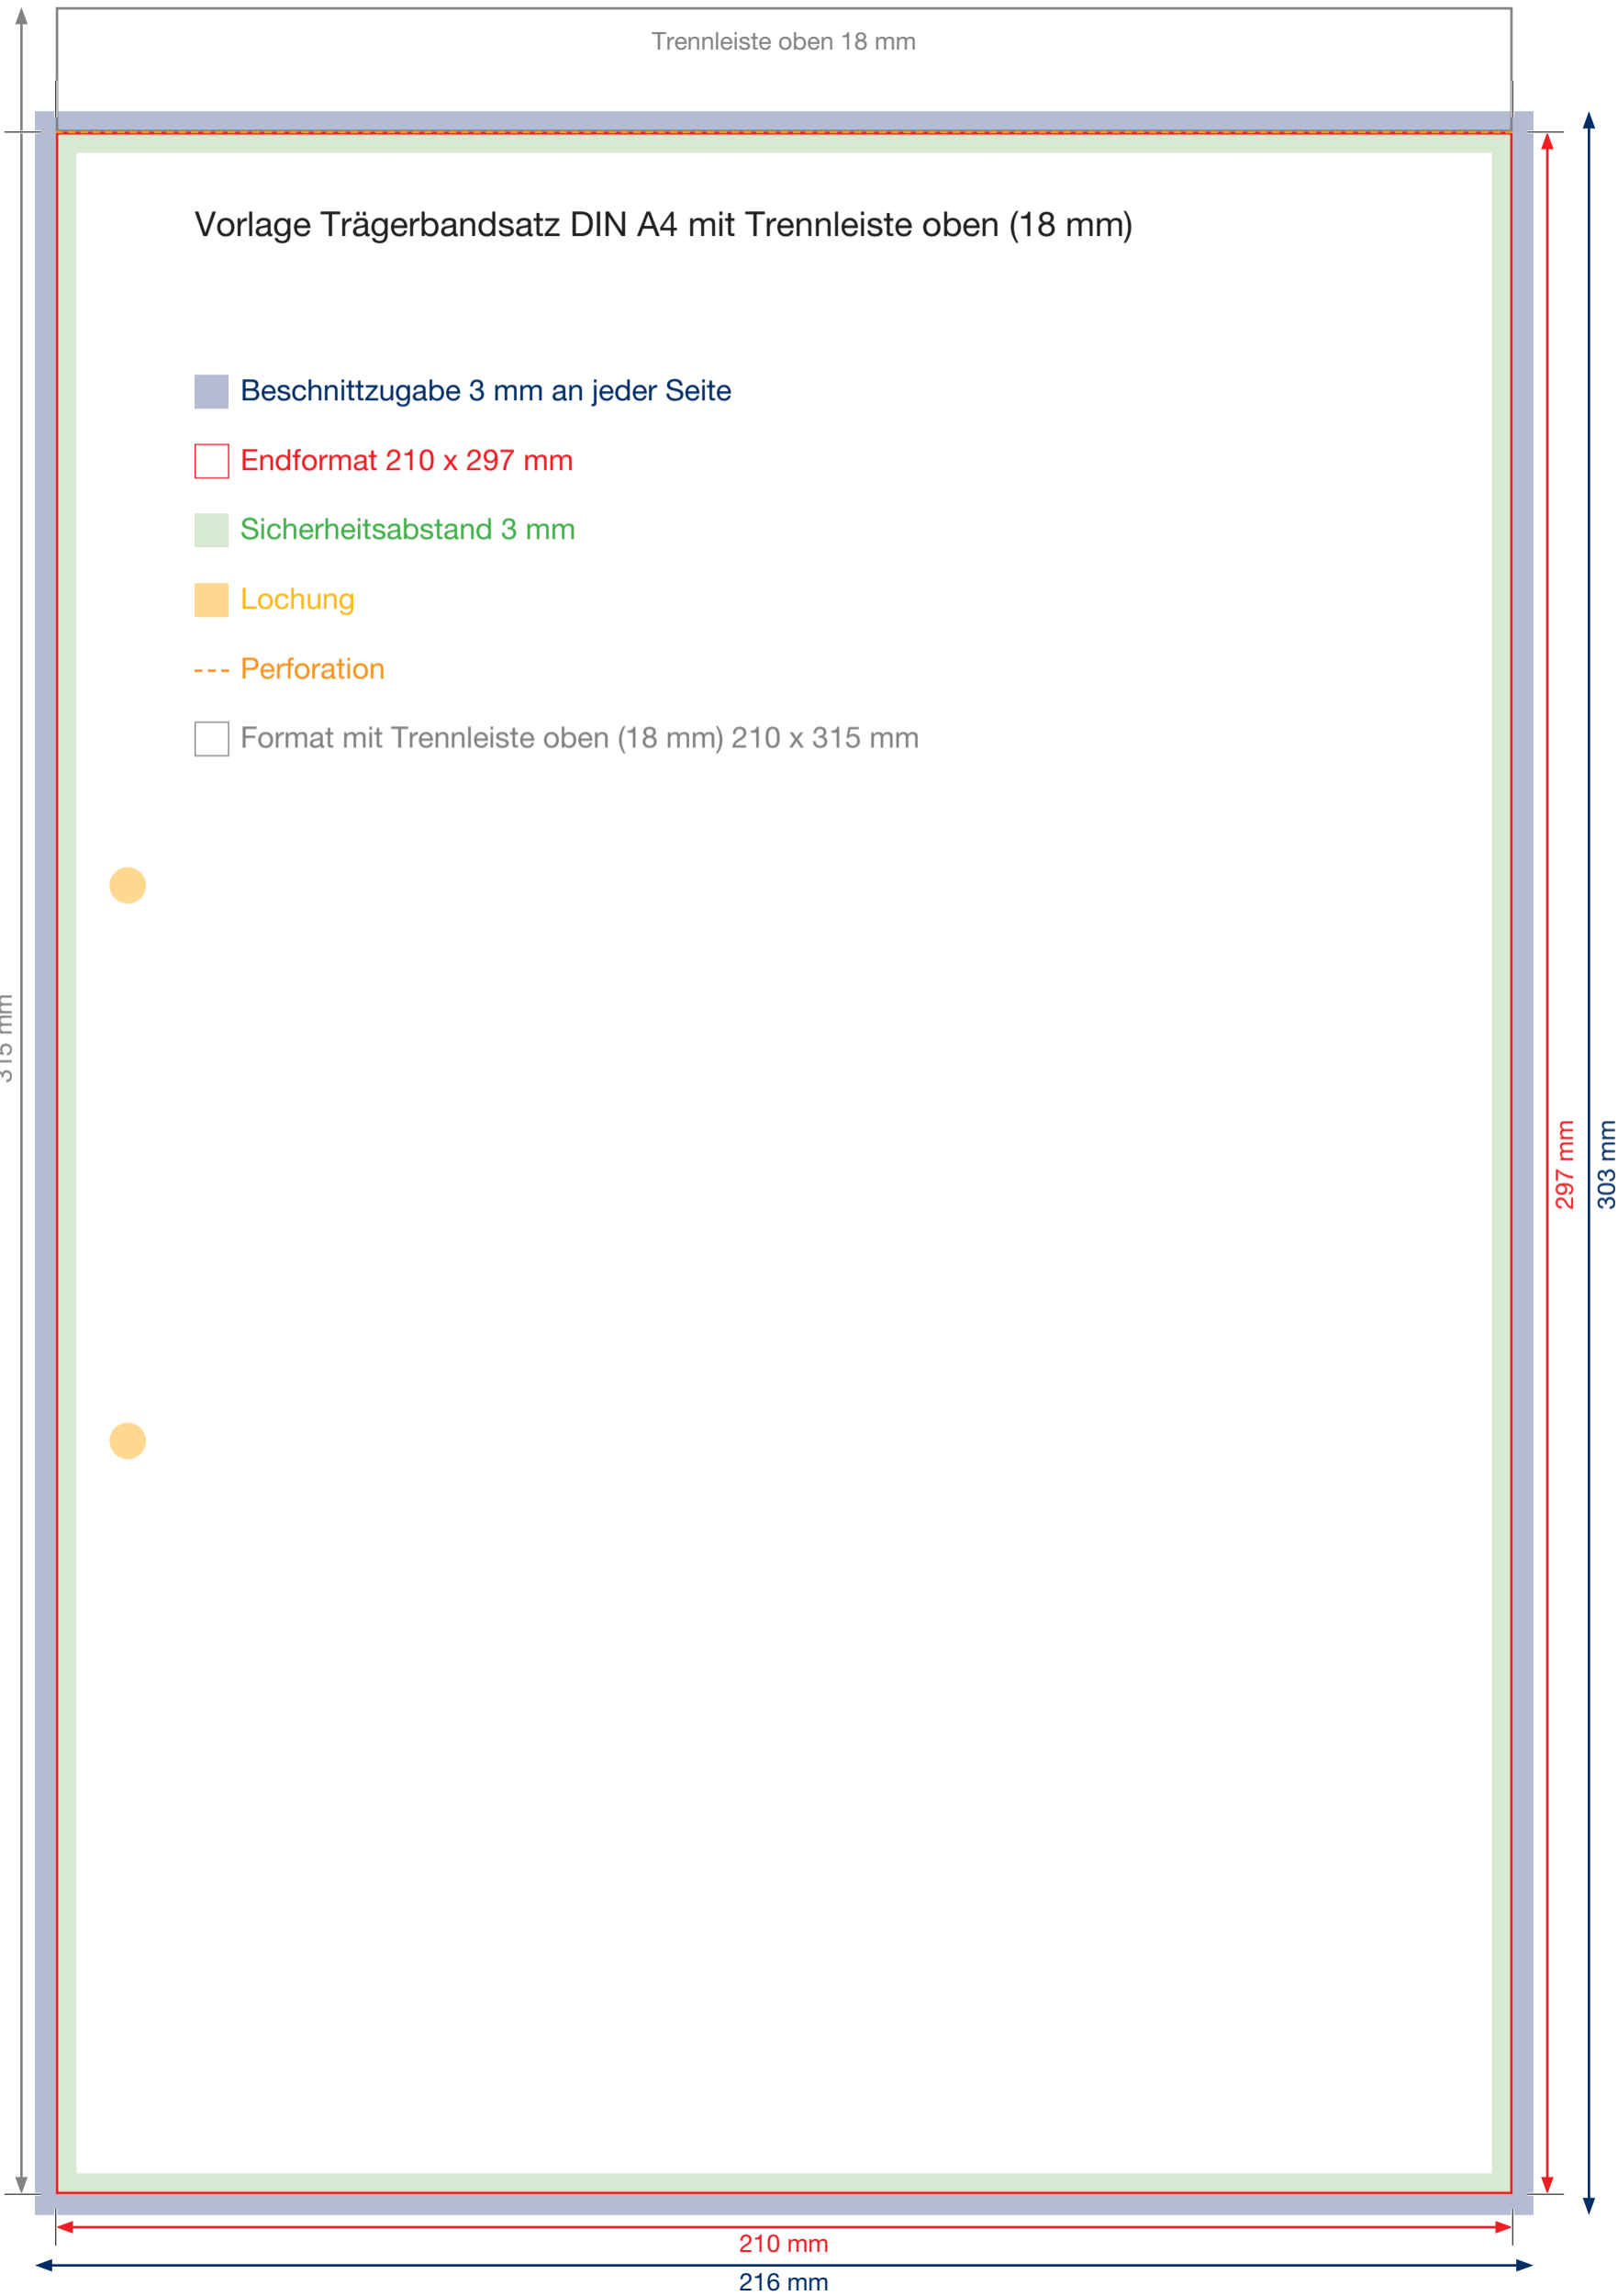 Trennleiste oben 18 mm
Vorlage Trägerbandsatz DIN A4 mit Trennleiste oben (18 mm)
Beschnittzugabe 3 mm an jeder Seite
Endformat 210 x 297 mm
Sicherheitsabstand 3 mm
Lochung
Perforation
Format mit Trennleiste oben (18 mm) 210 x 315 mm
315 mm
297 mm
303 mm
210 mm
216 mm